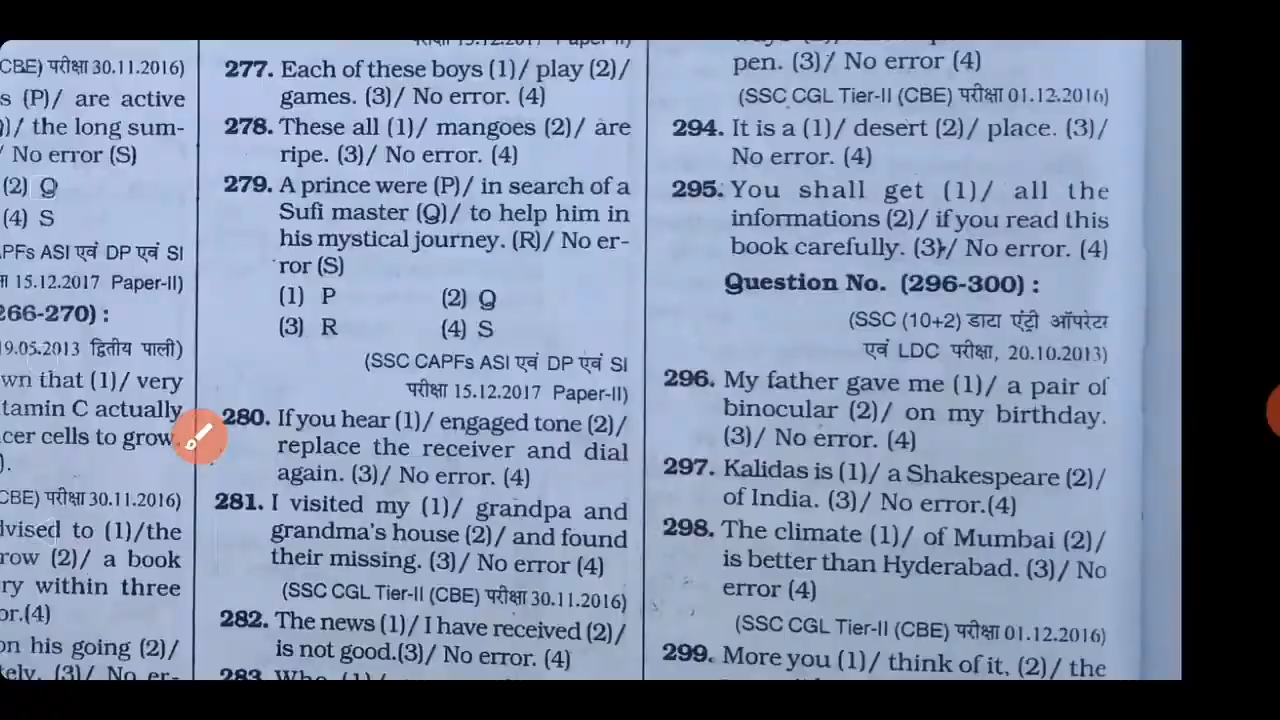 CBE) परीक्षा 30.11.2016)
s (P)/ are active
)/ the long sum-
/ No error (S)
(2) Q
(4) S
PFs ASI एवं DP एवं SI
15.12.2017 Paper-II)
266-270) :
9.05.2013 द्वितीय पाली)
wn that (1)/ very
tamin C actually
cer cells to grow.
).
CBE) परीक्षा 30.11.2016)
dvised to (1)/the
row (2)/ a book
ry within three
or.(4)
on his going (2)/
tely. (3)/ No er-
परीक्षा 15.12.2017 Paper-II)
277. Each of these boys (1)/ play (2)/
games. (3)/ No error. (4)
278. These all (1)/ mangoes (2)/ are
ripe. (3)/ No error. (4)
279. A prince were (P)/ in search of a
Sufi master (Q)/ to help him in
his mystical journey. (R)/ No er-
ror (S)
(1) P (2) Q
(3) R (4) S
(SSC CAPFs ASI एवं DP एवं SI
परीक्षा 15.12.2017 Paper-II)
280. If you hear (1)/ engaged tone (2)/
replace the receiver and dial
again. (3)/ No error. (4)
281. I visited my (1)/ grandpa and
grandma's house (2)/ and found
their missing. (3)/ No error (4)
(SSC CGL Tier-II (CBE) परीक्षा 30.11.2016)
282. The news (1)/ I have received (2)/
is not good.(3)/ No error. (4)
283. Who (1)/
pen. (3)/ No error (4)
(SSC CGL Tier-II (CBE) परीक्षा 01.12.2016)
294. It is a (1)/ desert (2)/ place. (3)/
No error. (4)
295. You shall get (1)/ all the
informations (2)/ if you read this
book carefully. (3)/ No error. (4)
Question No. (296-300) :
(SSC (10+2) डाटा एंट्री ऑपरेटर
एवं LDC परीक्षा, 20.10.2013)
296. My father gave me (1)/ a pair of
binocular (2)/ on my birthday.
(3)/ No error. (4)
297. Kalidas is (1)/ a Shakespeare (2)/
of India. (3)/ No error.(4)
298. The climate (1)/ of Mumbai (2)/
is better than Hyderabad. (3)/ No
error (4)
(SSC CGL Tier-II (CBE) परीक्षा 01.12.2016)
299. More you (1)/ think of it, (2)/ the